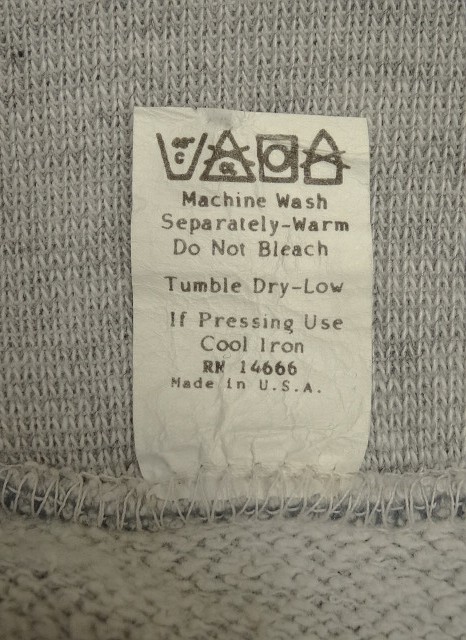 Machine Wash
Separately-Warm
Do Not Bleach
Tumble Dry-Low
If Pressing Use
Cool Iron
RN 14666
Made in U.S.A.